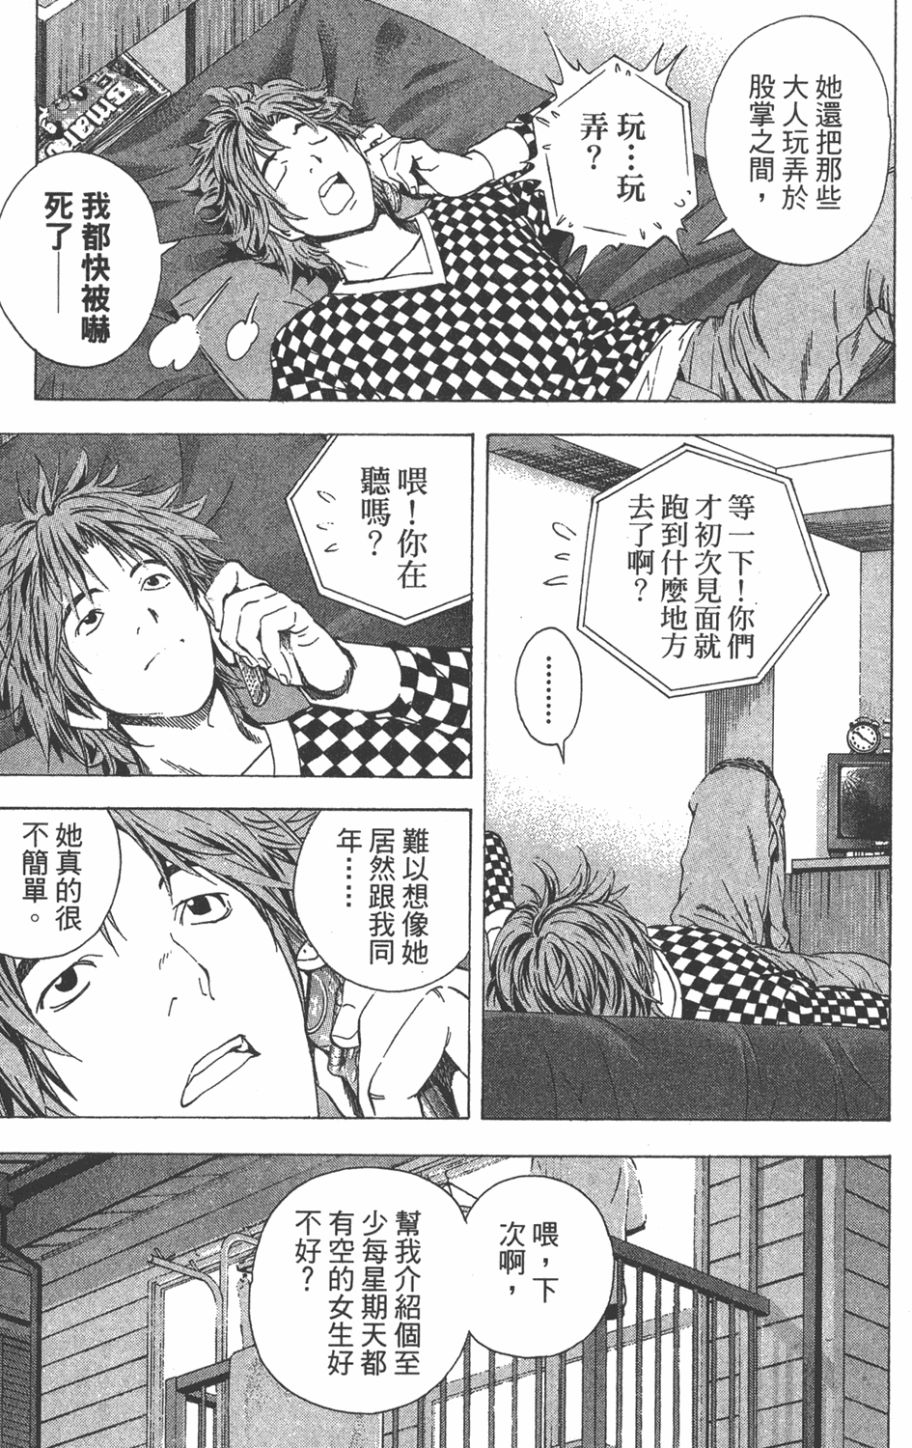 她還把那些
大人玩弄於
股掌之間，
玩…玩
弄？
我都快被嚇
死了——
等一下！你們
才初次見面就
跑到什麼地方
去了啊？
………
喂！你在
聽嗎？
難以想像她
居然跟我同
年……
她真的很
不簡單。
喂，下
次啊，
幫我介紹個至
少每星期天都
有空的女生好
不好？